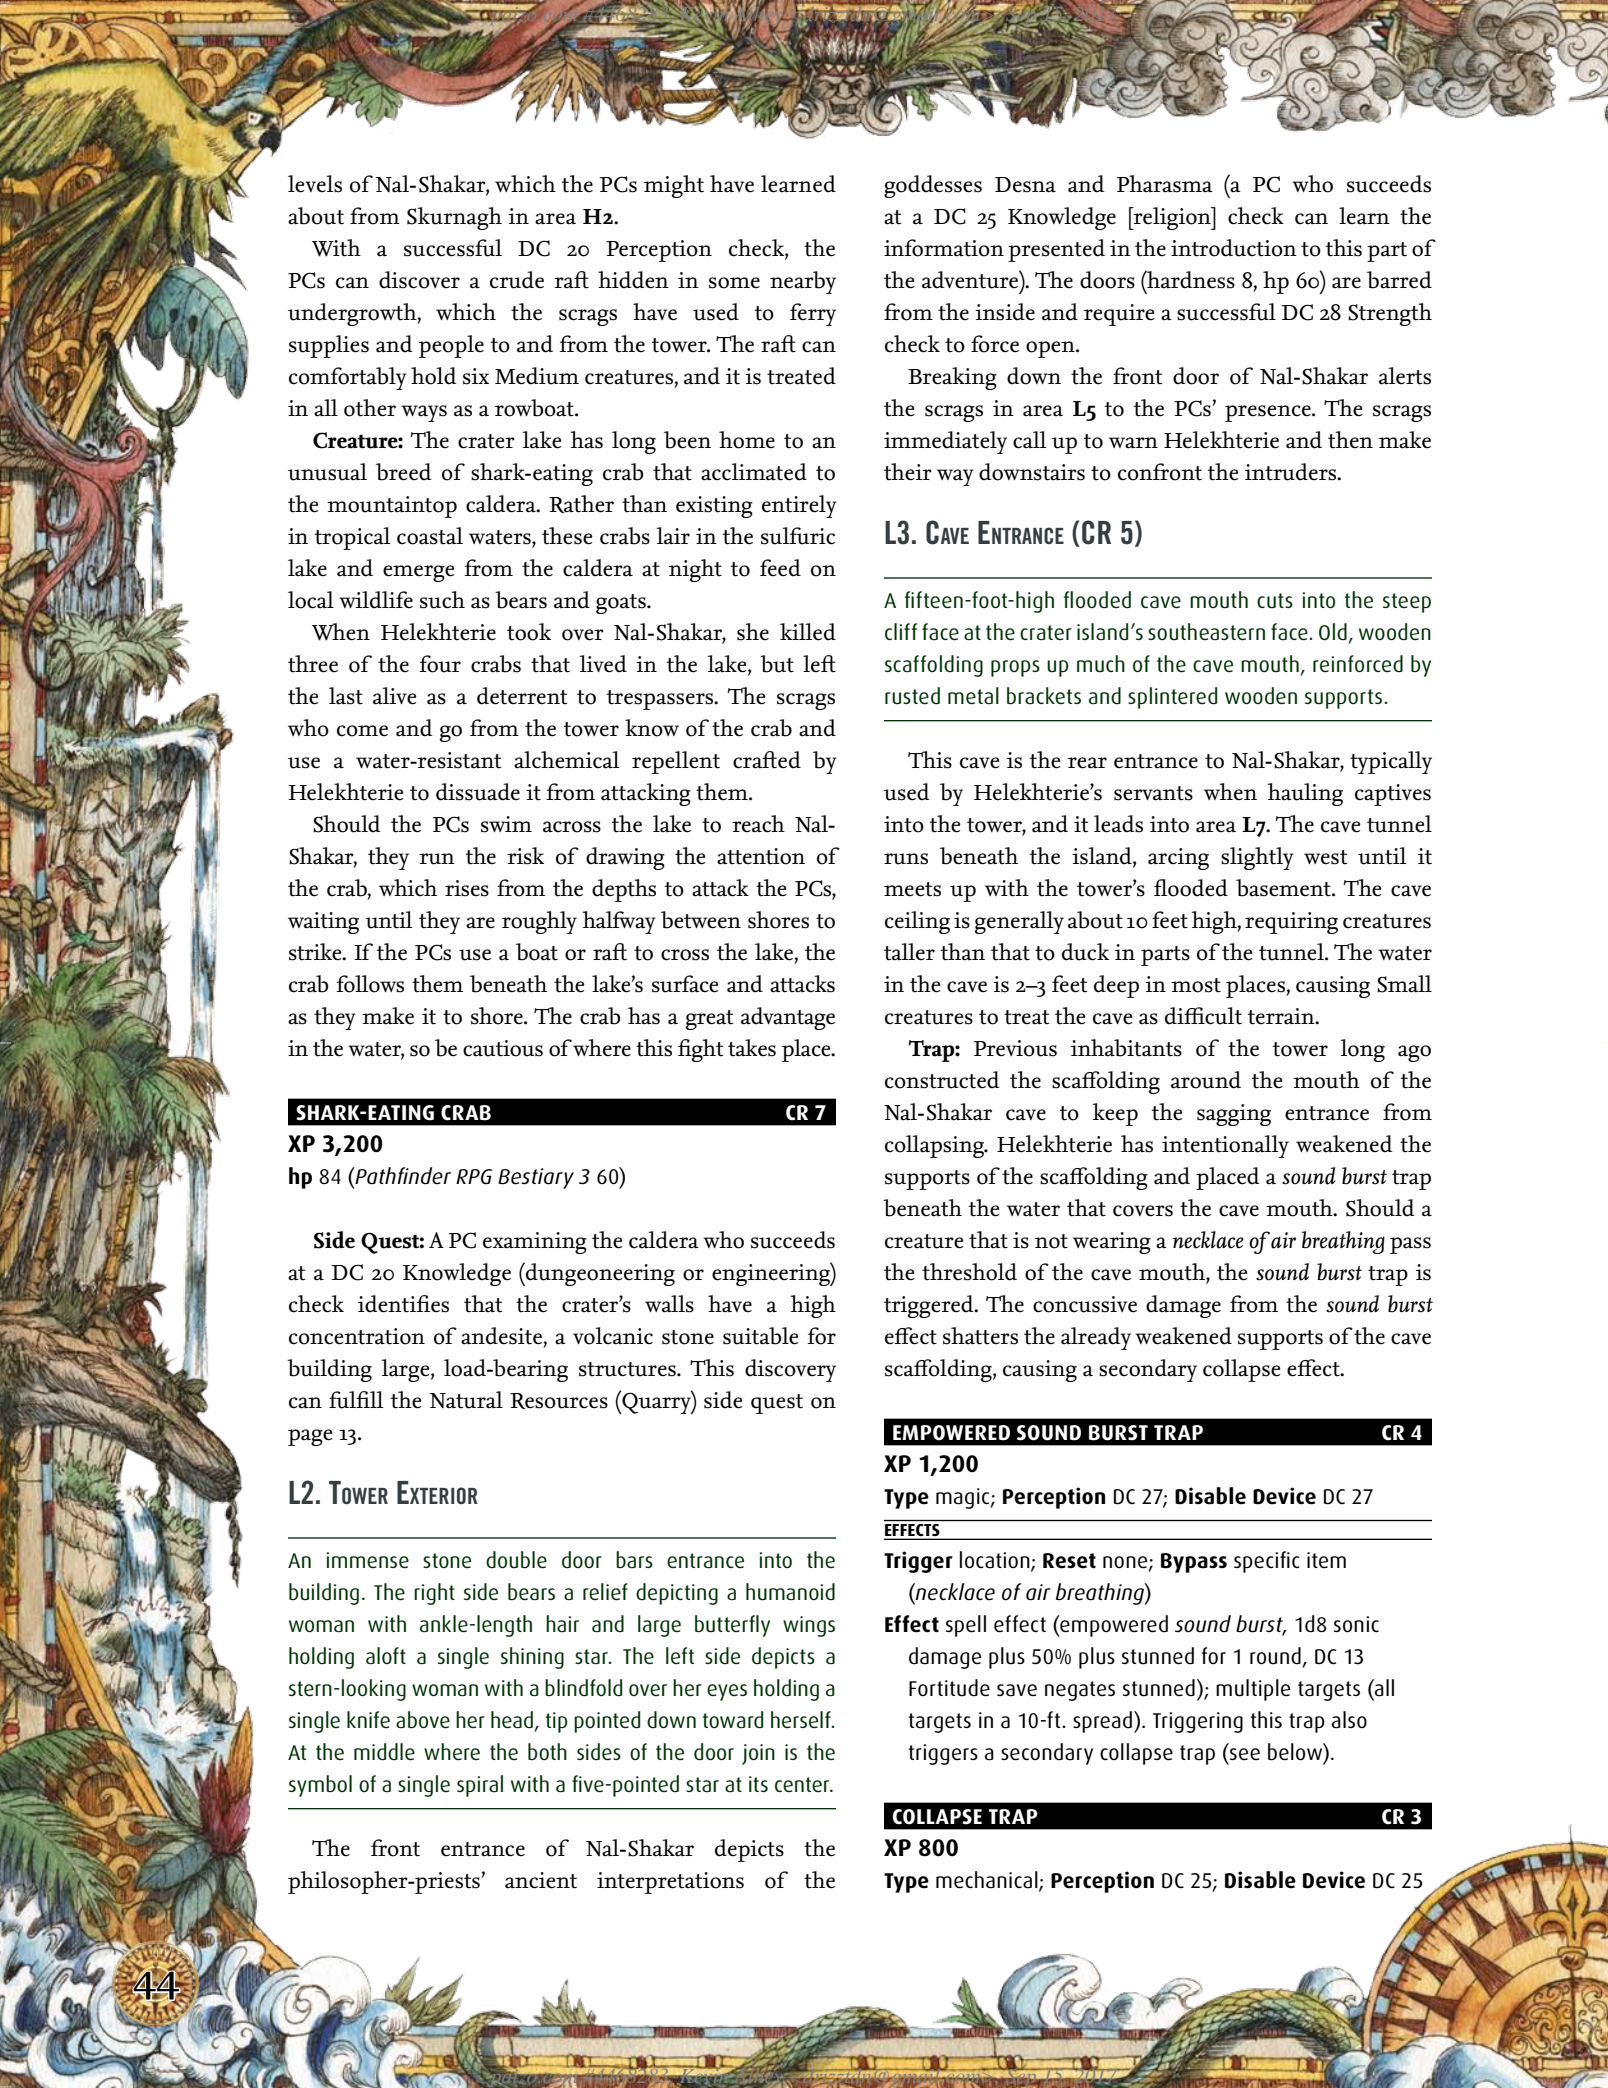 levels of Nal-Shakar, which the PCs might have learned
about from Skurnagh in area H2.
With a successful DC 20 Perception check, the
PCs can discover a crude raft hidden in some nearby
undergrowth, which the scrags have used to ferry
supplies and people to and from the tower. The raft can
comfortably hold six Medium creatures, and it is treated
in all other ways as a rowboat.
Creature: The crater lake has long been home to an
unusual breed of shark-eating crab that acclimated to
the mountaintop caldera. Rather than existing entirely
in tropical coastal waters, these crabs lair in the sulfuric
lake and emerge from the caldera at night to feed on
local wildlife such as bears and goats.
When Helekhterie took over Nal-Shakar, she killed
three of the four crabs that lived in the lake, but left
the last alive as a deterrent to trespassers. The scrags
who come and go from the tower know of the crab and
use a water-resistant alchemical repellent crafted by
Helekhterie to dissuade it from attacking them.
Should the PCs swim across the lake to reach Nal-
Shakar, they run the risk of drawing the attention of
the crab, which rises from the depths to attack the PCs,
waiting until they are roughly halfway between shores to
strike. If the PCs use a boat or raft to cross the lake, the
crab follows them beneath the lake's surface and attacks
as they make it to shore. The crab has a great advantage
in the water, so be cautious of where this fight takes place.
SHARK-EATING CRAB CR 7
XP 3,200
hp 84 (Pathfinder RPG Bestiary 3 60)
Side Quest: A PC examining the caldera who succeeds
at a DC 20 Knowledge (dungeoneering or engineering)
check identifies that the crater's walls have a high
concentration of andesite, a volcanic stone suitable for
building large, load-bearing structures. This discovery
can fulfill the Natural Resources (Quarry) side quest on
page 13.
L2. Tower Exterior
An immense stone double door bars entrance into the
building. The right side bears a relief depicting a humanoid
woman with ankle-length hair and large butterfly wings
holding aloft a single shining star. The left side depicts a
stern-looking woman with a blindfold over her eyes holding a
single knife above her head, tip pointed down toward herself.
At the middle where the both sides of the door join is the
symbol of a single spiral with a five-pointed star at its center.
The front entrance of Nal-Shakar depicts the
philosopher-priests' ancient interpretations of the
goddesses Desna and Pharasma (a PC who succeeds
at a DC 25 Knowledge [religion] check can learn the
information presented in the introduction to this part of
the adventure). The doors (hardness 8, hp 60) are barred
from the inside and require a successful DC 28 Strength
check to force open.
Breaking down the front door of Nal-Shakar alerts
the scrags in area L5 to the PCs' presence. The scrags
immediately call up to warn Helekhterie and then make
their way downstairs to confront the intruders.
L3. Cave Entrance (CR 5)
A fifteen-foot-high flooded cave mouth cuts into the steep
cliff face at the crater island's southeastern face. Old, wooden
scaffolding props up much of the cave mouth, reinforced by
rusted metal brackets and splintered wooden supports.
This cave is the rear entrance to Nal-Shakar, typically
used by Helekhterie's servants when hauling captives
into the tower, and it leads into area L7. The cave tunnel
runs beneath the island, arcing slightly west until it
meets up with the tower's flooded basement. The cave
ceiling is generally about 10 feet high, requiring creatures
taller than that to duck in parts of the tunnel. The water
in the cave is 2–3 feet deep in most places, causing Small
creatures to treat the cave as difficult terrain.
Trap: Previous inhabitants of the tower long ago
constructed the scaffolding around the mouth of the
Nal-Shakar cave to keep the sagging entrance from
collapsing. Helekhterie has intentionally weakened the
supports of the scaffolding and placed a sound burst trap
beneath the water that covers the cave mouth. Should a
creature that is not wearing a necklace of air breathing pass
the threshold of the cave mouth, the sound burst trap is
triggered. The concussive damage from the sound burst
effect shatters the already weakened supports of the cave
scaffolding, causing a secondary collapse effect.
EMPOWERED SOUND BURST TRAP CR 4
XP 1,200
Type magic; Perception DC 27; Disable Device DC 27
EFFECTS
Trigger location; Reset none; Bypass specific item
(necklace of air breathing)
Effect spell effect (empowered sound burst, 1d8 sonic
damage plus 50% plus stunned for 1 round, DC 13
Fortitude save negates stunned); multiple targets (all
targets in a 10-ft. spread). Triggering this trap also
triggers a secondary collapse trap (see below).
COLLAPSE TRAP CR 3
XP 800
Type mechanical; Perception DC 25; Disable Device DC 25
44